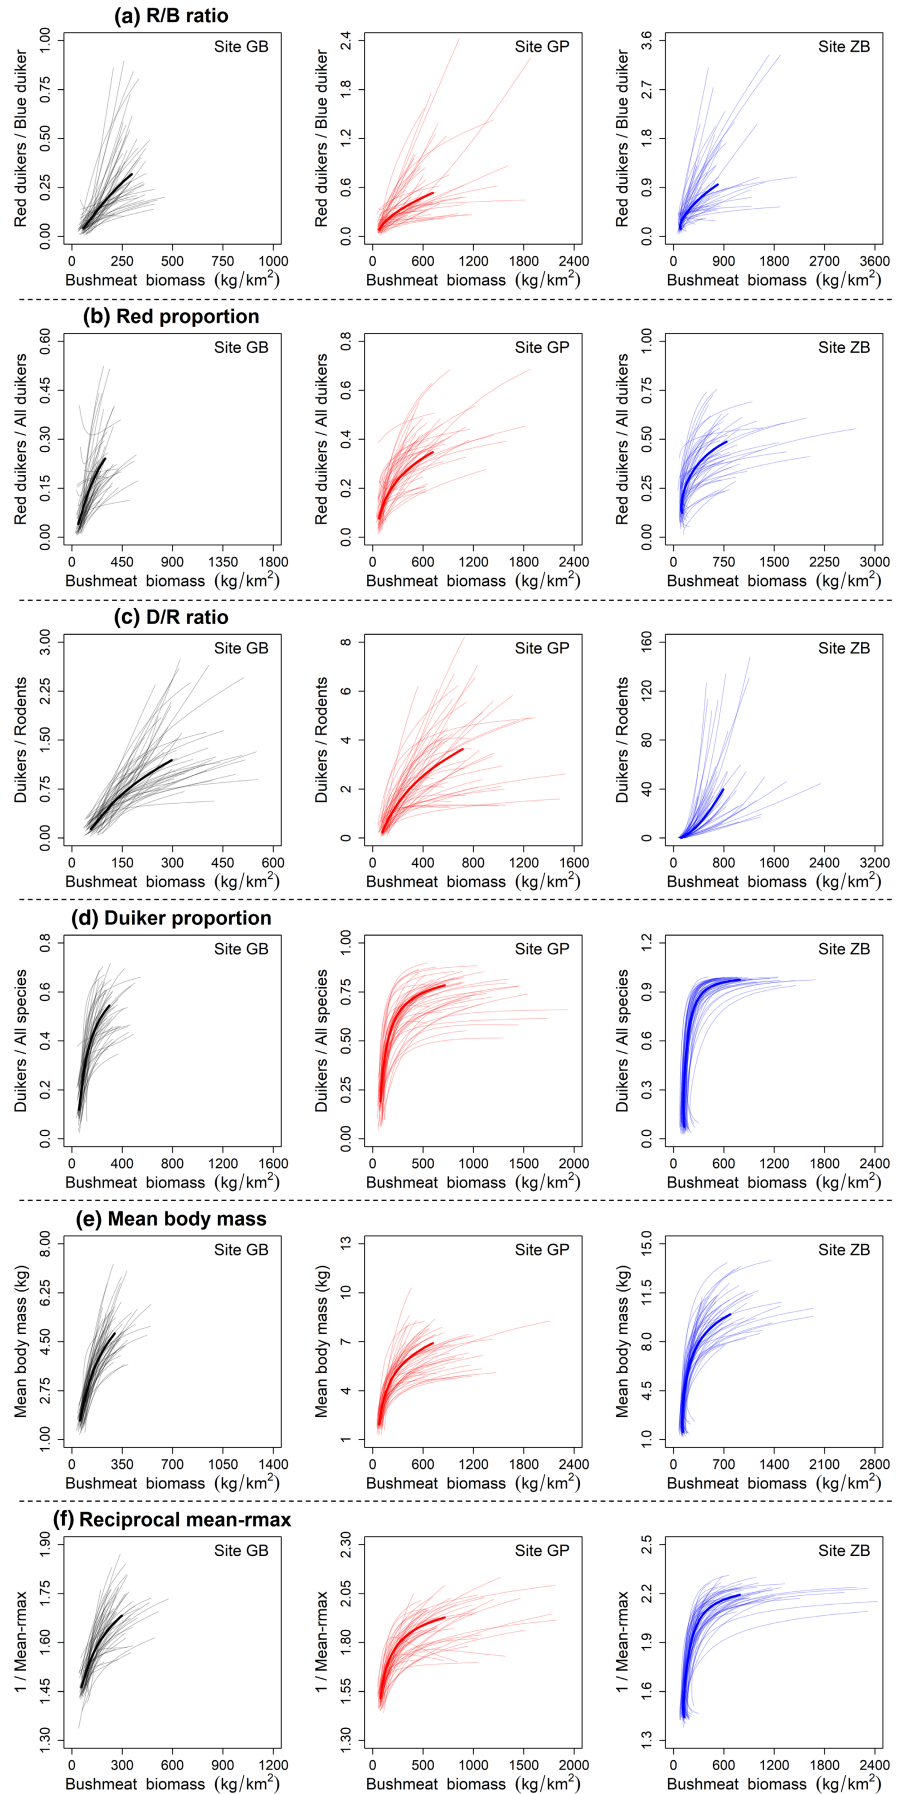 (a) R/B ratio
Site GB
Site GP
Site ZB
Red duikers / Blue duiker
0.00 0.25 0.50 0.75 1.00
0 250 500 750 1000
Bushmeat biomass (kg/km²)
Red duikers / Blue duiker
0.0 0.6 1.2 1.8 2.4
0 600 1200 1800 2400
Bushmeat biomass (kg/km²)
Red duikers / Blue duiker
0.0 0.9 1.8 2.7 3.6
0 900 1800 2700 3600
Bushmeat biomass (kg/km²)
(b) Red proportion
Site GB
Site GP
Site ZB
Red duikers / All duikers
0.00 0.15 0.30 0.45 0.60
0 450 900 1350 1800
Bushmeat biomass (kg/km²)
Red duikers / All duikers
0.0 0.2 0.4 0.6 0.8
0 600 1200 1800 2400
Bushmeat biomass (kg/km²)
Red duikers / All duikers
0.00 0.25 0.50 0.75 1.00
0 750 1500 2250 3000
Bushmeat biomass (kg/km²)
(c) D/R ratio
Site GB
Site GP
Site ZB
Duikers / Rodents
0.00 0.75 1.50 2.25 3.00
0 150 300 450 600
Bushmeat biomass (kg/km²)
Duikers / Rodents
0 2 4 6 8
0 400 800 1200 1600
Bushmeat biomass (kg/km²)
Duikers / Rodents
0 40 80 120 160
0 800 1600 2400 3200
Bushmeat biomass (kg/km²)
(d) Duiker proportion
Site GB
Site GP
Site ZB
Duikers / All species
0.0 0.2 0.4 0.6 0.8
0 400 800 1200 1600
Bushmeat biomass (kg/km²)
Duikers / All species
0.00 0.25 0.50 0.75 1.00
0 500 1000 1500 2000
Bushmeat biomass (kg/km²)
Duikers / All species
0.0 0.3 0.6 0.9 1.2
0 600 1200 1800 2400
Bushmeat biomass (kg/km²)
(e) Mean body mass
Site GB
Site GP
Site ZB
Mean body mass (kg)
1.00 2.75 4.50 6.25 8.00
0 350 700 1050 1400
Bushmeat biomass (kg/km²)
Mean body mass (kg)
1 4 7 10 13
0 600 1200 1800 2400
Bushmeat biomass (kg/km²)
Mean body mass (kg)
1.0 4.5 8.0 11.5 15.0
0 700 1400 2100 2800
Bushmeat biomass (kg/km²)
(f) Reciprocal mean-rmax
Site GB
Site GP
Site ZB
1 / Mean-rmax
1.30 1.45 1.60 1.75 1.90
0 300 600 900 1200
Bushmeat biomass (kg/km²)
1 / Mean-rmax
1.30 1.55 1.80 2.05 2.30
0 500 1000 1500 2000
Bushmeat biomass (kg/km²)
1 / Mean-rmax
1.3 1.6 1.9 2.2 2.5
0 600 1200 1800 2400
Bushmeat biomass (kg/km²)